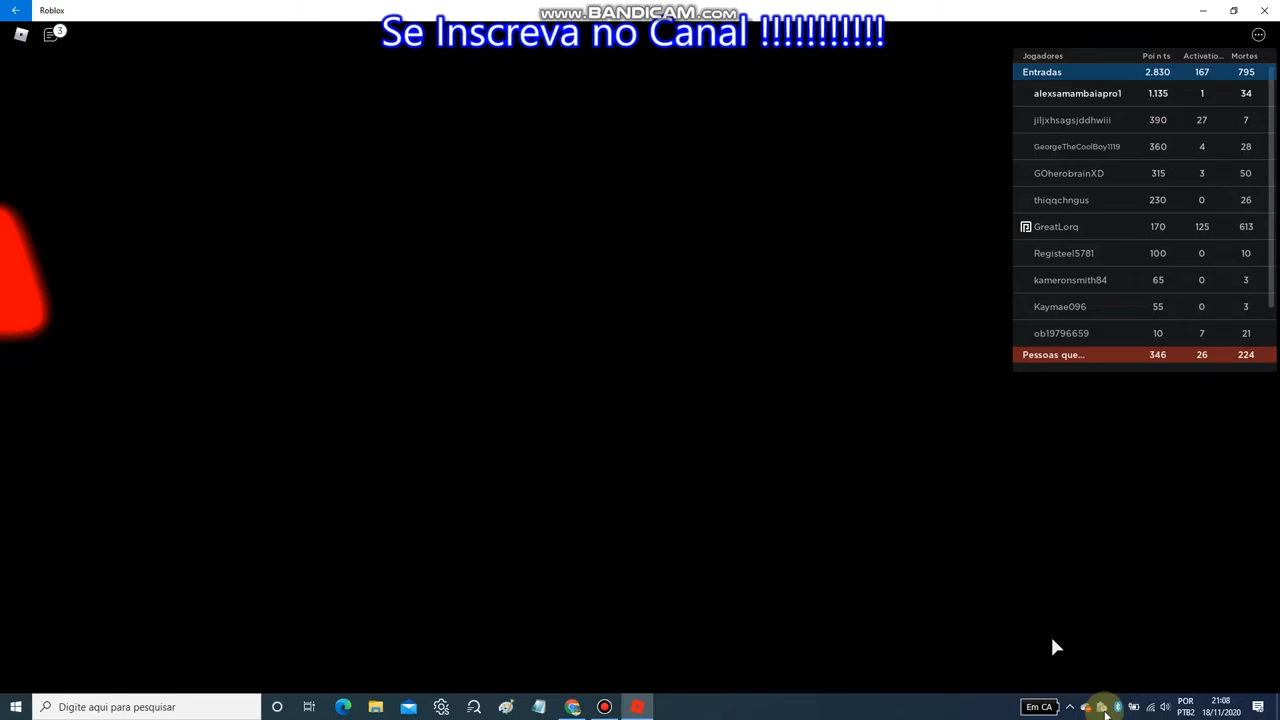 Roblox
www.BANDICAM.com
Se Inscreva no Canal !!!!!!!!!!!
3
Jogadores Poi n ts Activatio... Mortes
Entradas 2.830 167 795
alexsamambaiapro1 1.135 1 34
jiljxhsagsjddhwiii 390 27 7
GeorgeTheCoolBoy1119 360 4 28
GOherobrainXD 315 3 50
thiqqchngus 230 0 26
GreatLorq 170 125 613
Registeel5781 100 0 10
kameronsmith84 65 0 3
Kaymae096 55 0 3
ob19796659 10 7 21
Pessoas que... 346 26 224
Digite aqui para pesquisar
Em CA
POR 21:08
PTB2 18/11/2020